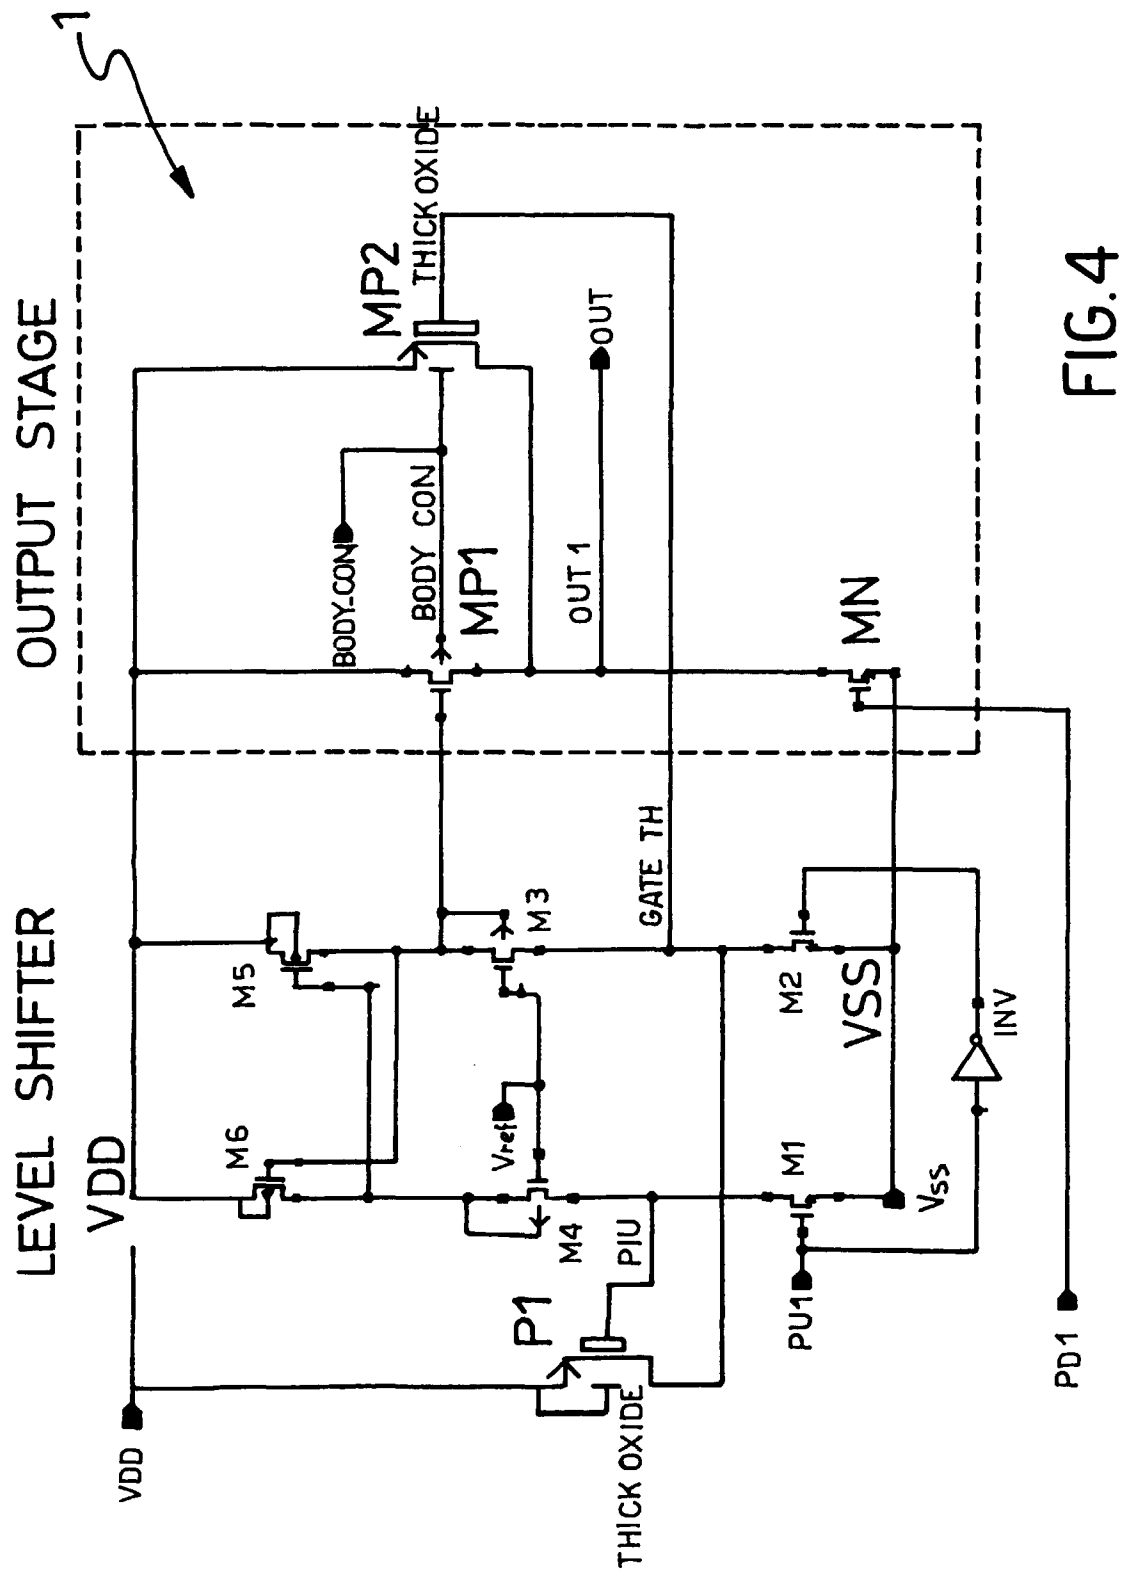 LEVEL SHIFTER
OUTPUT STAGE
1
VDD
VDD
M6
M5
BODY-CON
MP2
THICK OXIDE
BODY CON
MP1
Vref
M3
M4
P1
THICK OXIDE
PIU
OUT 1
OUT
GATE TH
PU1
M1
M2
VSS
MN
Vss
INV
PD1
FIG.4